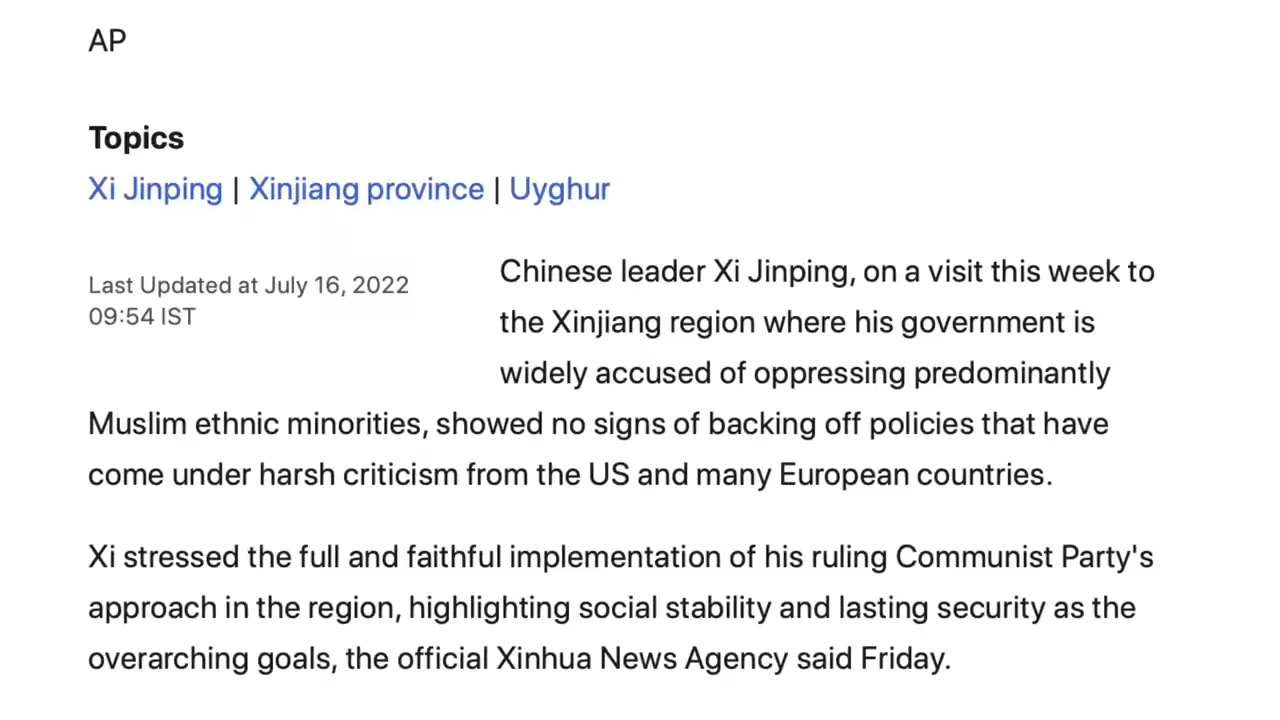 AP
Topics
Xi Jinping | Xinjiang province | Uyghur
Last Updated at July 16, 2022
09:54 IST
Chinese leader Xi Jinping, on a visit this week to
the Xinjiang region where his government is
widely accused of oppressing predominantly
Muslim ethnic minorities, showed no signs of backing off policies that have
come under harsh criticism from the US and many European countries.
Xi stressed the full and faithful implementation of his ruling Communist Party's
approach in the region, highlighting social stability and lasting security as the
overarching goals, the official Xinhua News Agency said Friday.